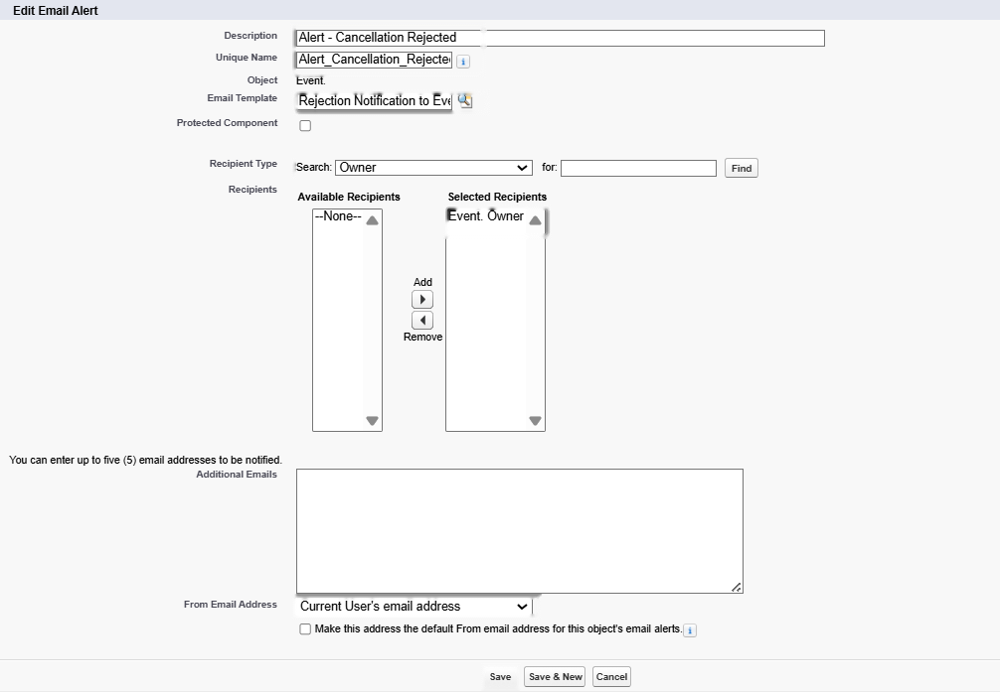 Edit Email Alert
Description Alert - Cancellation Rejected
Unique Name Alert_Cancellation_Rejecte
Object Event.
Email Template Rejection Notification to Eve
Protected Component
Recipient Type Search: Owner for: Find
Recipients
Available Recipients Selected Recipients
--None-- Event. Owner
Add
Remove
You can enter up to five (5) email addresses to be notified.
Additional Emails
From Email Address Current User's email address
Make this address the default From email address for this object's email alerts. i
Save Save & New Cancel